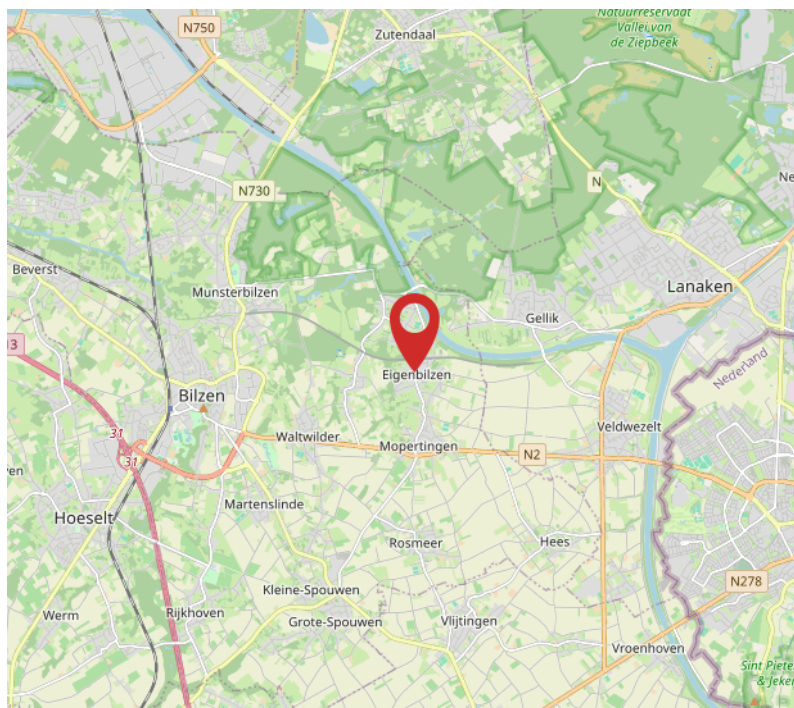 Natuurreservaat
Vallei van
de Ziepbeek
N750
Zutendaal
N
N730
Ne
Beverst
Munsterbilzen
Lanaken
Gellik
13
Nederland
Eigenbilzen
Bilzen
31
31
Waltwilder
Mopertingen
N2
Veldwezelt
ven
Martenslinde
Hoeselt
Rosmeer
Hees
N278
Kleine-Spouwen
Werm
Rijkhoven
Grote-Spouwen
Vlijtingen
Vroenhoven
Sint Piete
& Jeker